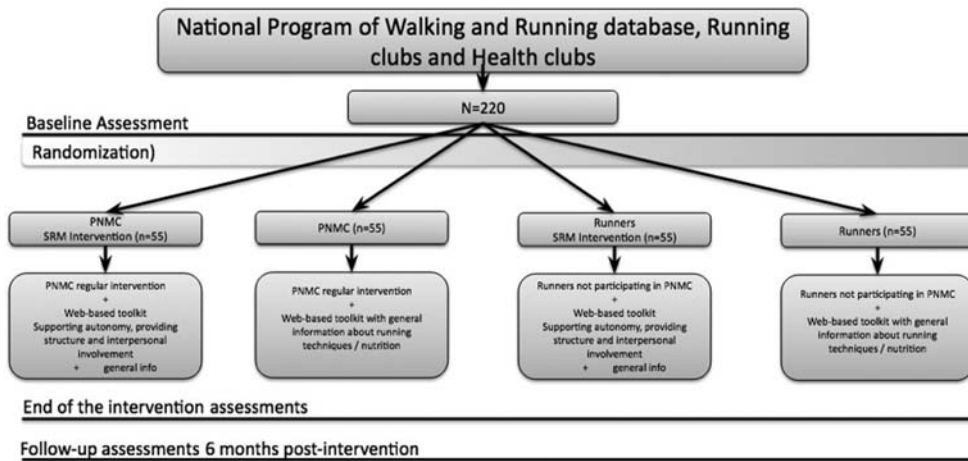 National Program of Walking and Running database, Running
clubs and Health clubs
N=220
Baseline Assessment
Randomization)
PNMC
SRM Intervention (n=55)
PNMC (n=55)
Runners
SRM Intervention (n=55)
Runners (n=55)
PNMC regular intervention
+
Web-based toolkit
Supporting autonomy, providing
structure and interpersonal
involvement
+ general info
PNMC regular intervention
+
Web-based toolkit with general
information about running
techniques / nutrition
Runners not participating in PNMC
+
Web-based toolkit
Supporting autonomy, providing
structure and interpersonal
involvement
+ general info
Runners not participating in PNMC
+
Web-based toolkit with general
information about running
techniques / nutrition
End of the intervention assessments
Follow-up assessments 6 months post-intervention